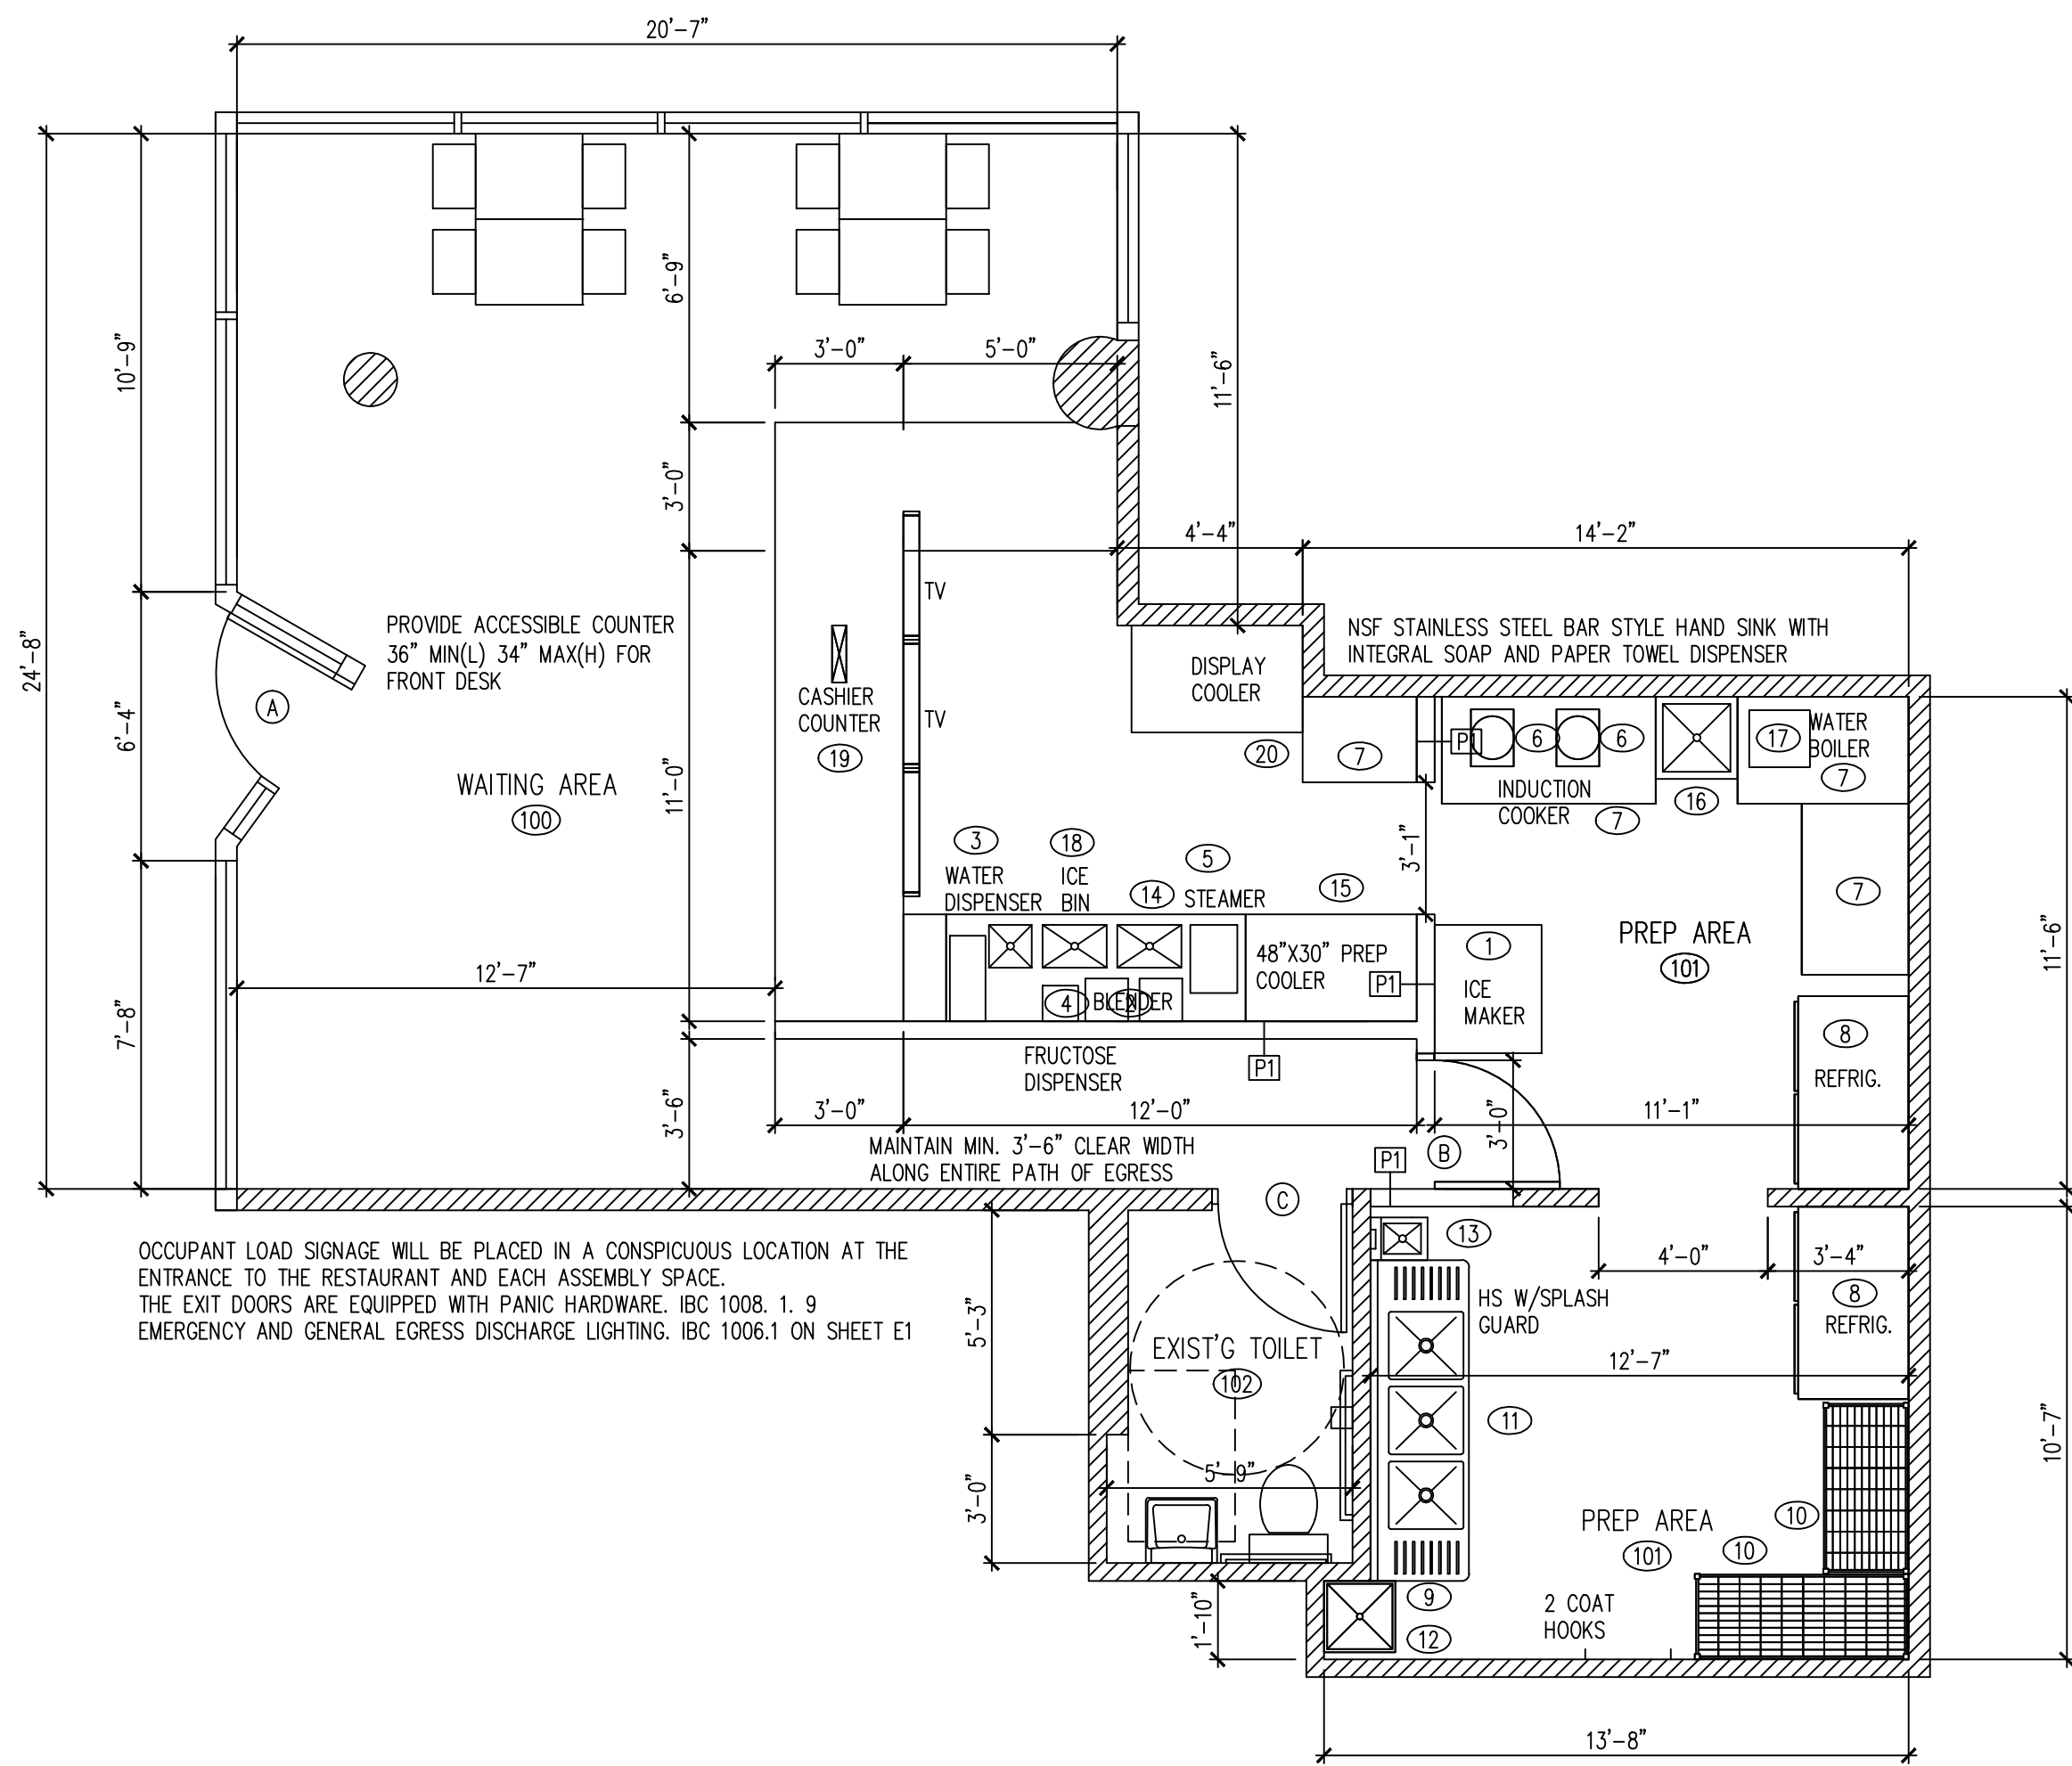 20'-7"
10'-9"
6'-9"
3'-0"
5'-0"
11'-6"
3'-0"
4'-4"
14'-2"
24'-8"
TV
PROVIDE ACCESSIBLE COUNTER
36" MIN(L) 34" MAX(H) FOR
FRONT DESK
NSF STAINLESS STEEL BAR STYLE HAND SINK WITH
INTEGRAL SOAP AND PAPER TOWEL DISPENSER
DISPLAY
COOLER
CASHIER
COUNTER
19
TV
A
6'-4"
20
7
P1
6
6
17
WATER
BOILER
7
INDUCTION
COOKER
7
16
WAITING AREA
100
11'-0"
3'-1"
3
WATER
DISPENSER
18
ICE
BIN
14
5
STEAMER
15
7
PREP AREA
101
11'-6"
12'-7"
48"X30" PREP
COOLER
P1
1
ICE
MAKER
4
BLENDER
2
7'-8"
8
REFRIG.
FRUCTOSE
DISPENSER
P1
3'-6"
3'-0"
12'-0"
3'-0"
11'-1"
MAINTAIN MIN. 3'-6" CLEAR WIDTH
ALONG ENTIRE PATH OF EGRESS
P1
B
C
13
OCCUPANT LOAD SIGNAGE WILL BE PLACED IN A CONSPICUOUS LOCATION AT THE
ENTRANCE TO THE RESTAURANT AND EACH ASSEMBLY SPACE.
THE EXIT DOORS ARE EQUIPPED WITH PANIC HARDWARE. IBC 1008. 1. 9
EMERGENCY AND GENERAL EGRESS DISCHARGE LIGHTING. IBC 1006.1 ON SHEET E1
4'-0"
3'-4"
8
REFRIG.
HS W/SPLASH
GUARD
5'-3"
EXIST'G TOILET
102
12'-7"
11
10'-7"
5'-9"
3'-0"
PREP AREA
101
10
10
9
12
2 COAT
HOOKS
1'-10"
13'-8"